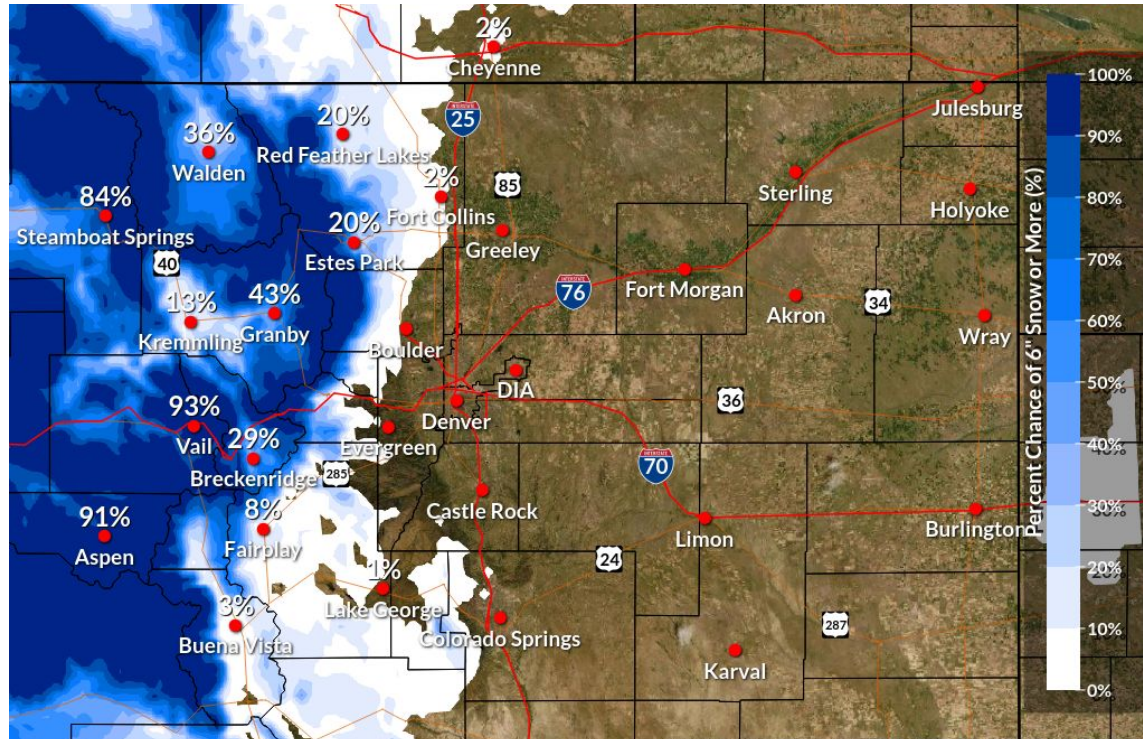 2%
Cheyenne
100%
90%
80%
70%
60%
50%
40%
30%
20%
10%
0%
Percent Chance of 6" Snow or More (%)
Julesburg
INTERSTATE
25
20%
Red Feather Lakes
36%
Walden
Sterling
Holyoke
85
2%
Fort Collins
84%
Steamboat Springs
20%
Estes Park
Greeley
40
INTERSTATE
76
Fort Morgan
Akron
34
Wray
13%
Kremmling
43%
Granby
Boulder
DIA
Denver
36
93%
Vail
29%
Breckenridge
Evergreen
285
INTERSTATE
70
8%
Fairplay
Castle Rock
Limon
Burlington
91%
Aspen
24
1%
Lake George
3%
Buena Vista
Colorado Springs
287
Karval